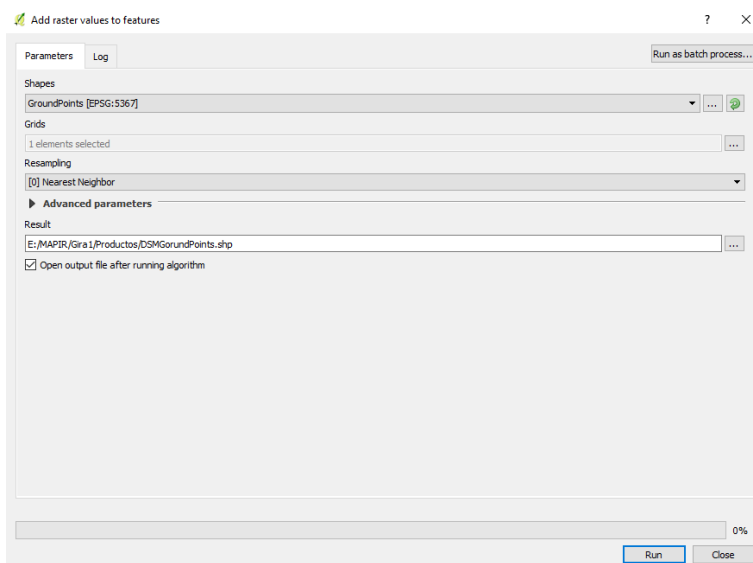 Add raster values to features
?
Parameters
Log
Run as batch process...
Shapes
GroundPoints [EPSG:5367]
...
Grids
1 elements selected
...
Resampling
[0] Nearest Neighbor
Advanced parameters
Result
E:/MAPIR/Gira1/Productos/DSMGorundPoints.shp
...
Open output file after running algorithm
0%
Run
Close